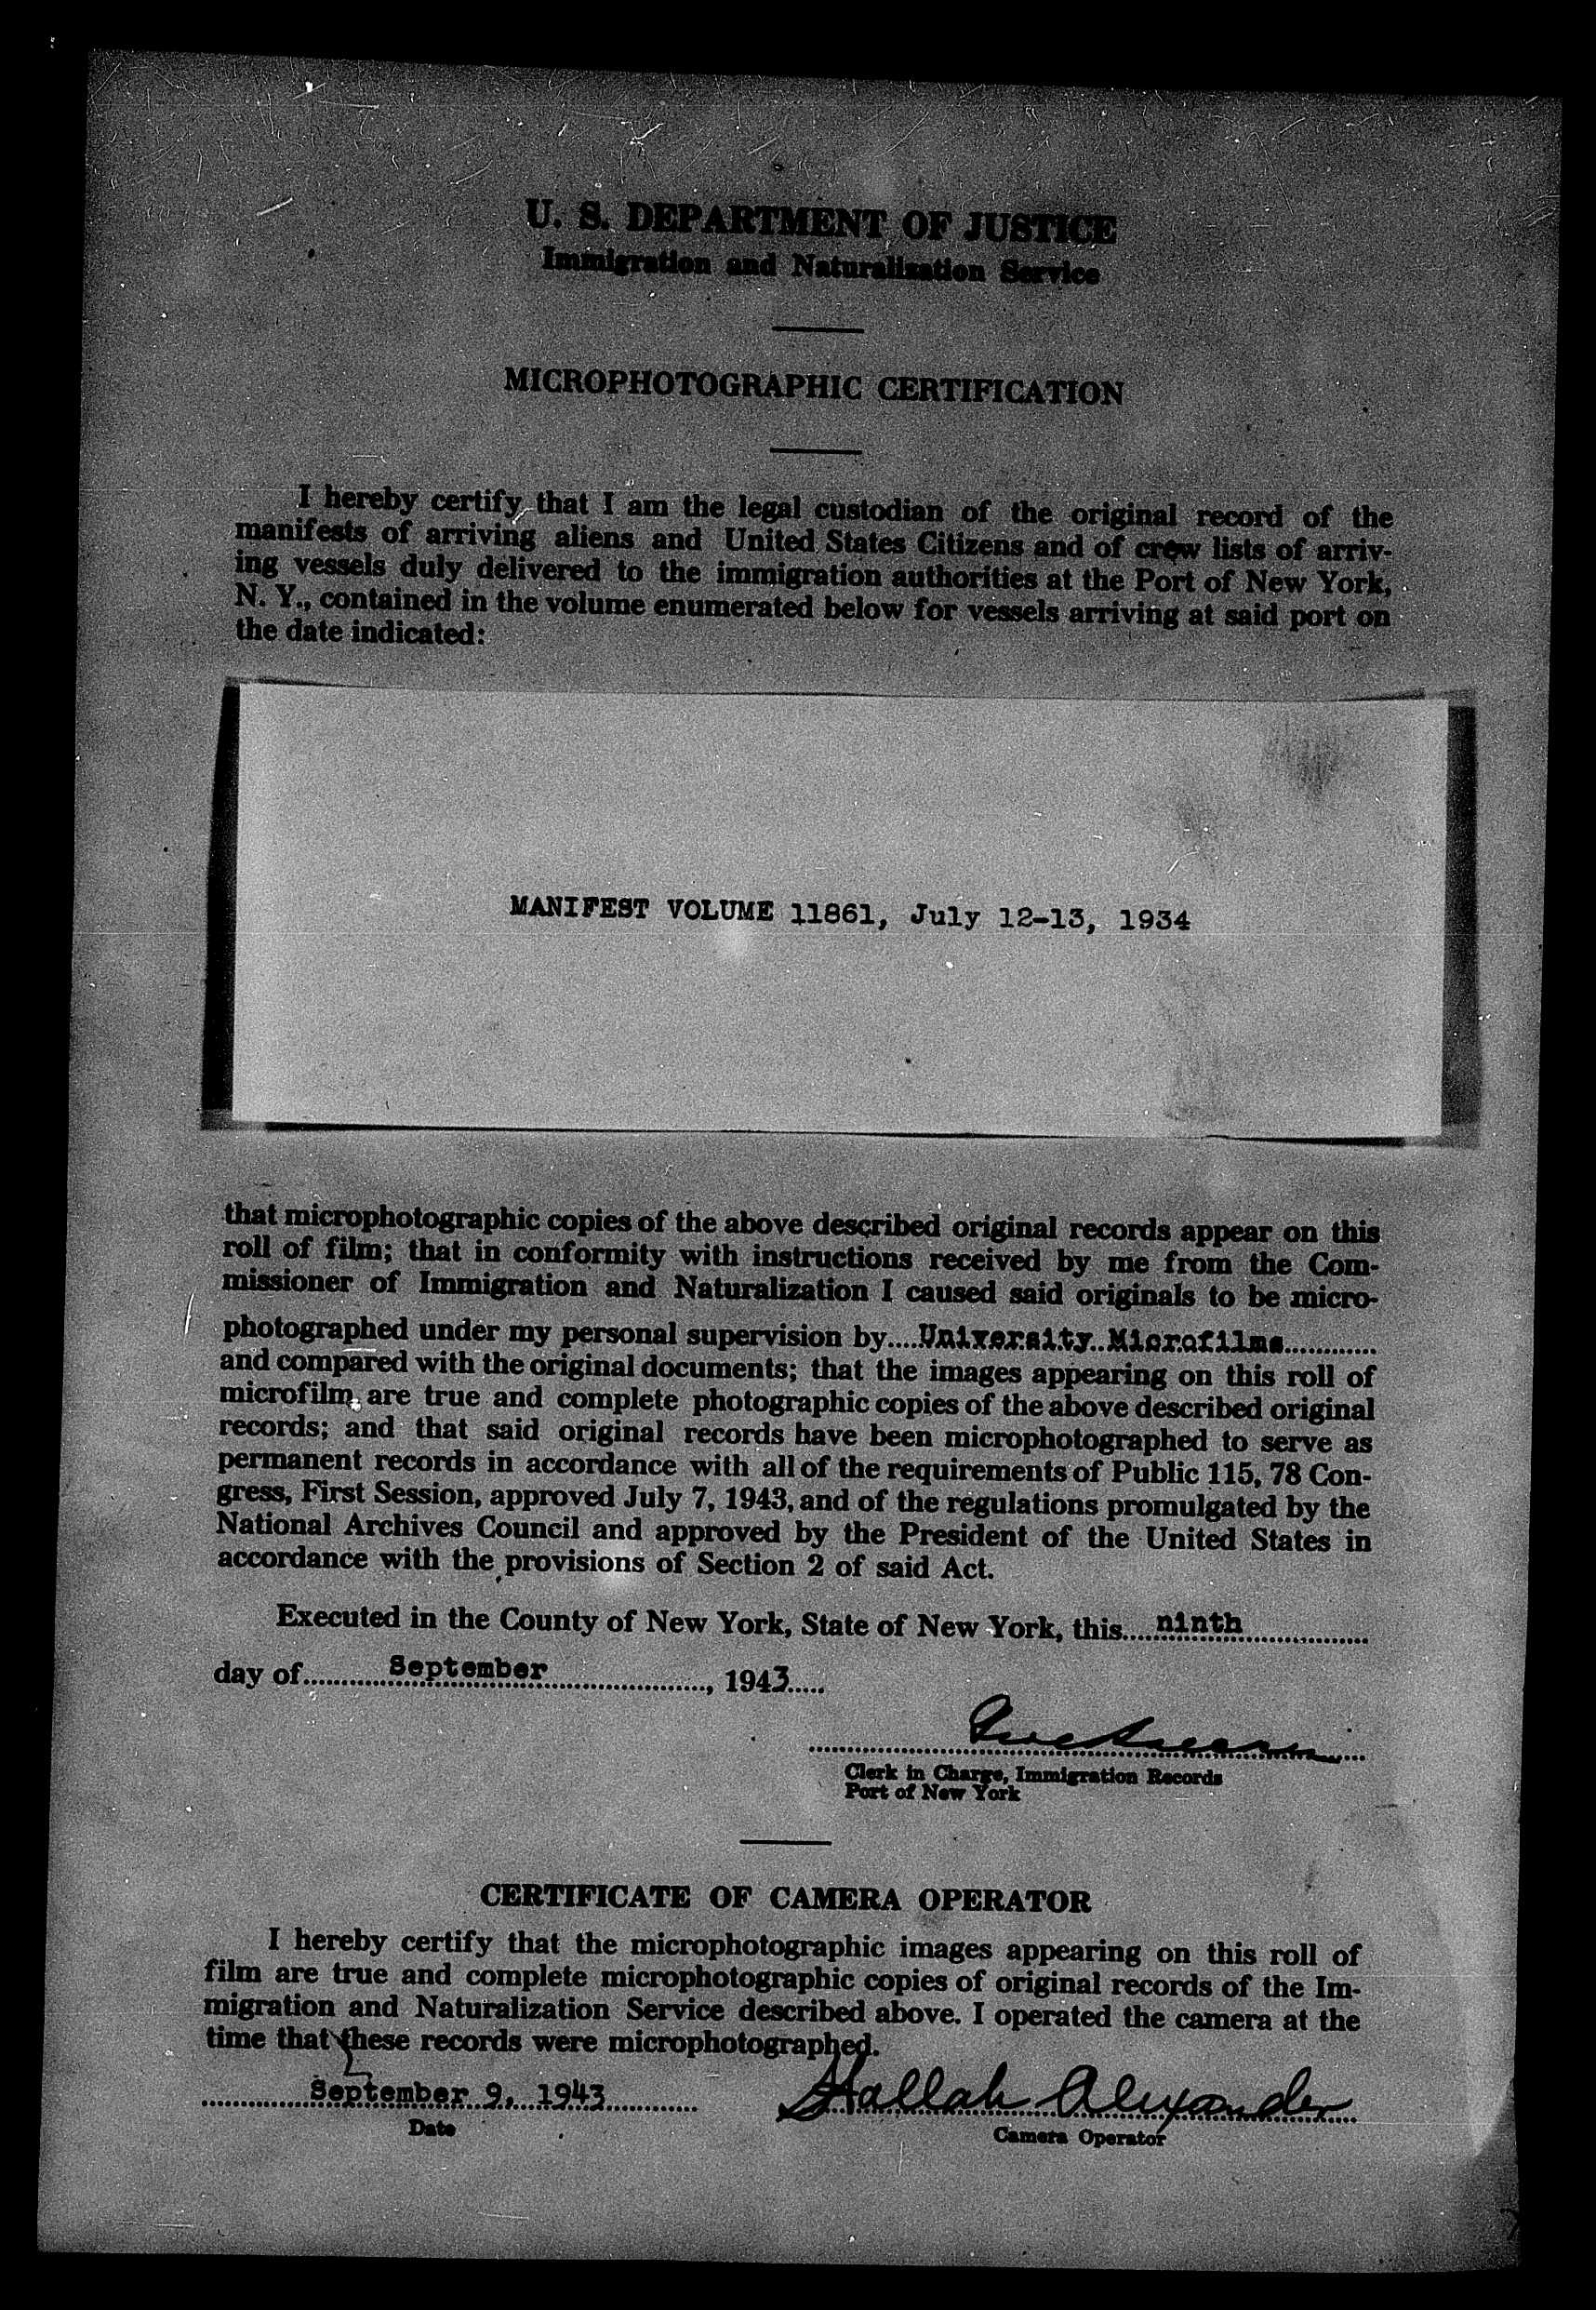 U. S. DEPARTMENT OF JUSTICE
Immigration and Naturalization Service
MICROPHOTOGRAPHIC CERTIFICATION
I hereby certify that I am the legal custodian of the original record of the
manifests of arriving aliens and United States Citizens and of crew lists of arriv-
ing vessels duly delivered to the immigration authorities at the Port of New York,
N. Y., contained in the volume enumerated below for vessels arriving at said port on
the date indicated:
MANIFEST VOLUME 11861, July 12-13, 1934
that microphotographic copies of the above described original records appear on this
roll of film; that in conformity with instructions received by me from the Com-
missioner of Immigration and Naturalization I caused said originals to be micro-
photographed under my personal supervision by.....University Microfilms.............
and compared with the original documents; that the images appearing on this roll of
microfilm are true and complete photographic copies of the above described original
records; and that said original records have been microphotographed to serve as
permanent records in accordance with all of the requirements of Public 115, 78 Con-
gress, First Session, approved July 7, 1943, and of the regulations promulgated by the
National Archives Council and approved by the President of the United States in
accordance with the provisions of Section 2 of said Act.
Executed in the County of New York, State of New York, this.....ninth...............
day of............September......................, 1943.....
Clerk in Charge, Immigration Records
Port of New York
CERTIFICATE OF CAMERA OPERATOR
I hereby certify that the microphotographic images appearing on this roll of
film are true and complete microphotographic copies of original records of the Im-
migration and Naturalization Service described above. I operated the camera at the
time that these records were microphotographed.
September 9, 1943 Hallah Alexander
Date Camera Operator